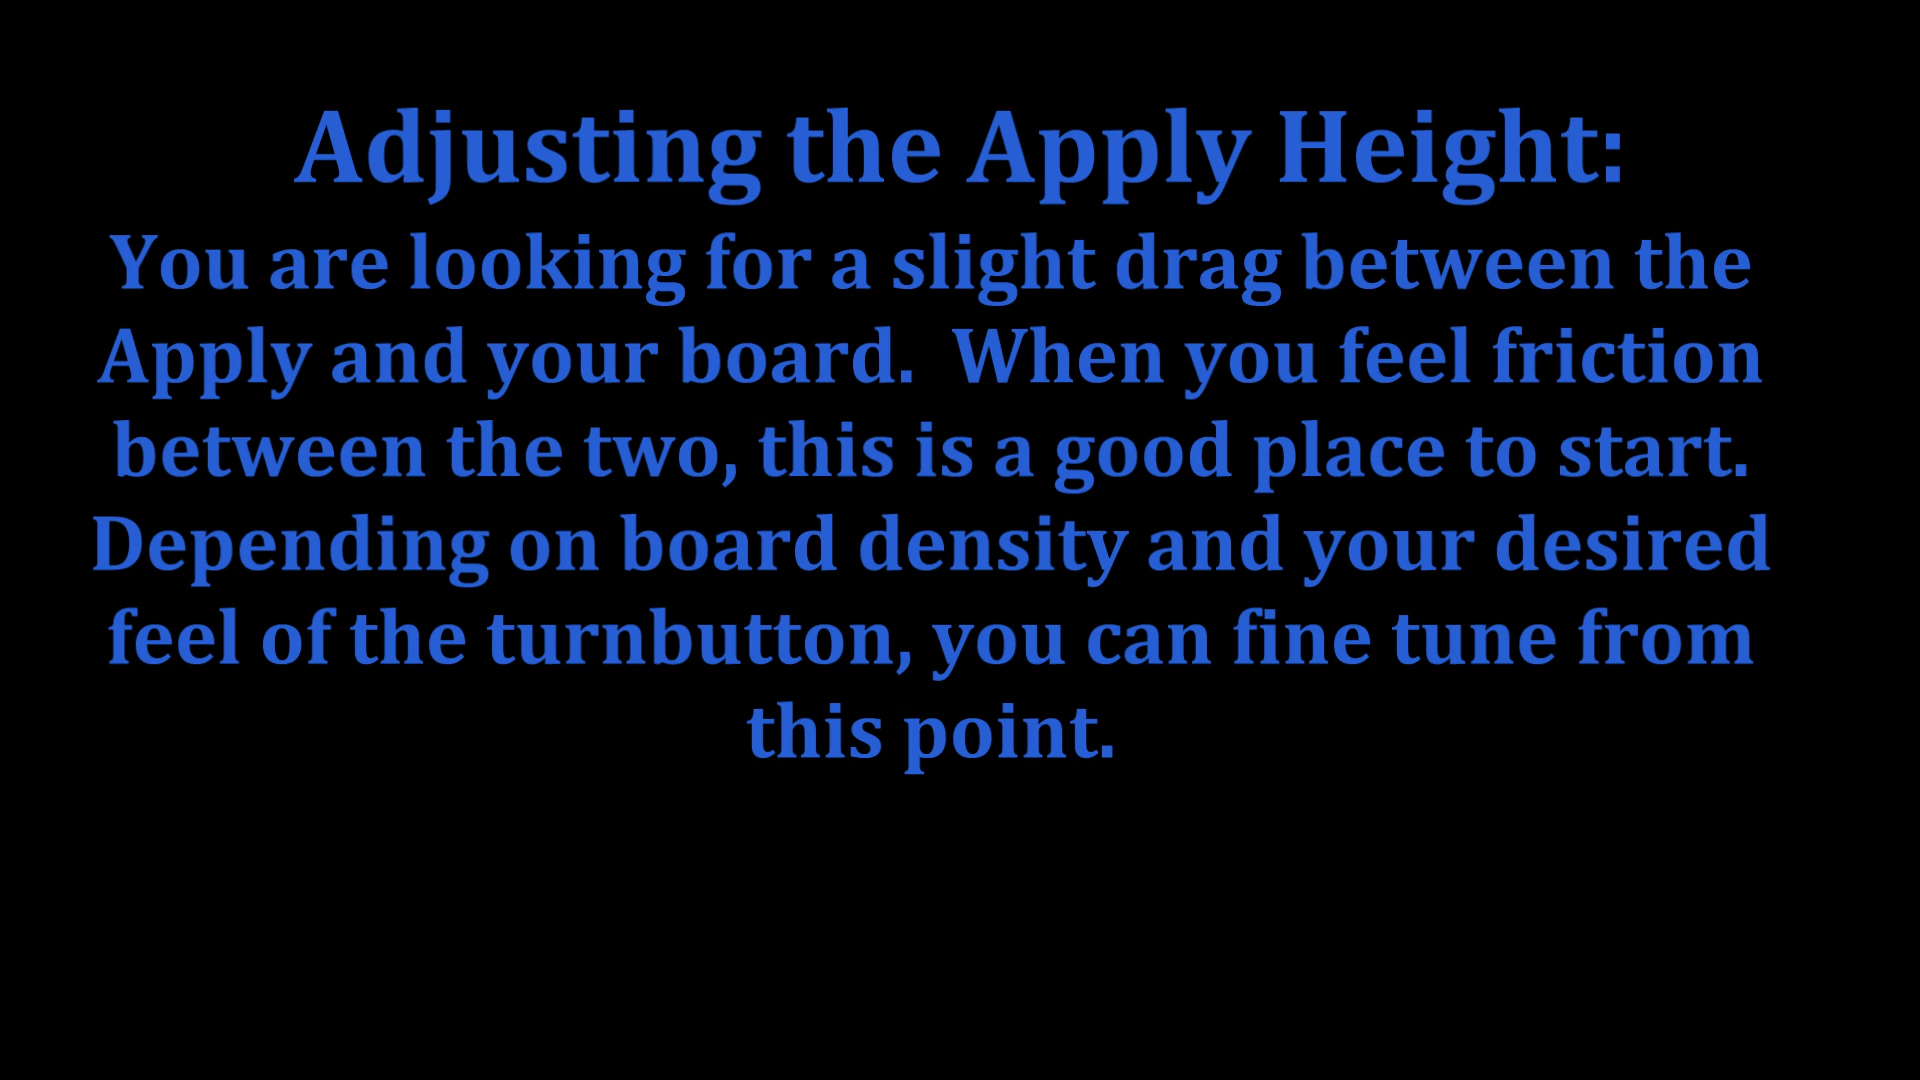 Adjusting the Apply Height:
You are looking for a slight drag between the
Apply and your board.  When you feel friction
between the two, this is a good place to start.
Depending on board density and your desired
feel of the turnbutton, you can fine tune from
this point.